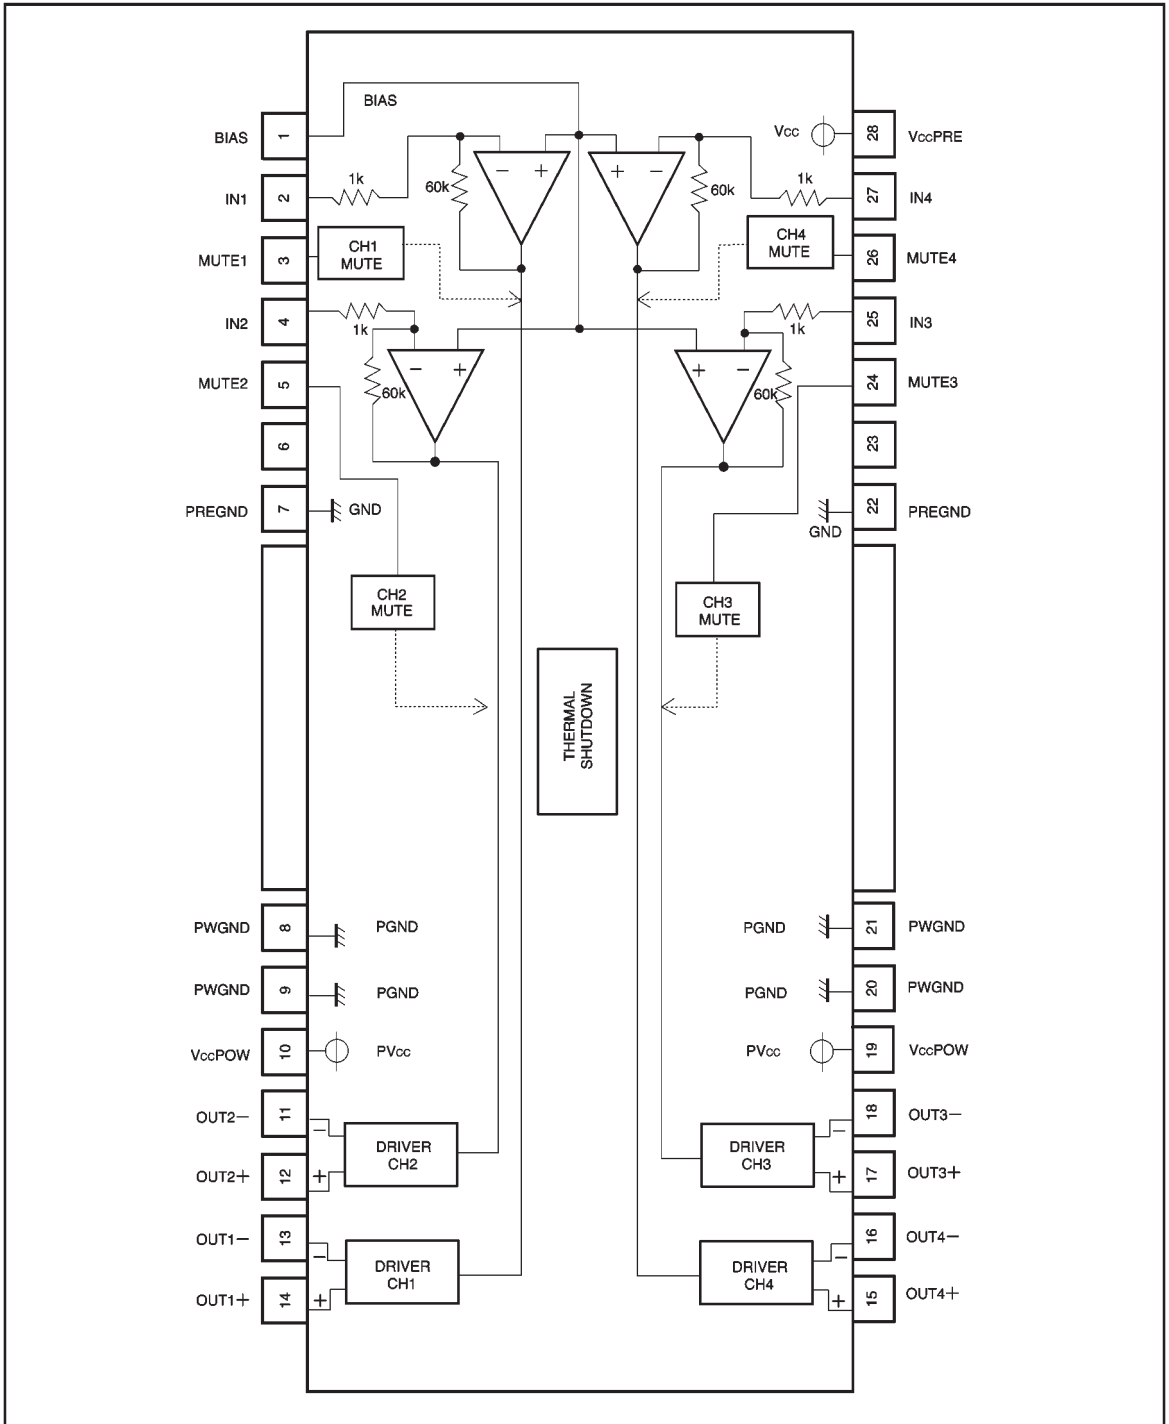 BIAS
BIAS 1
IN1 2
1k
60k
− +
MUTE1 3
CH1
MUTE
IN2 4
1k
60k
− +
MUTE2 5
6
PREGND 7
GND
CH2
MUTE
28 VccPRE
Vcc
27 IN4
1k
60k
+ −
26 MUTE4
CH4
MUTE
25 IN3
1k
60k
+ −
24 MUTE3
23
22 PREGND
GND
CH3
MUTE
THERMAL
SHUTDOWN
PWGND 8
PGND
PWGND 9
PGND
VccPOW 10
PVcc
OUT2− 11
−
DRIVER
CH2
OUT2+ 12
+
OUT1− 13
−
DRIVER
CH1
OUT1+ 14
+
PGND
21 PWGND
PGND
20 PWGND
PVcc
19 VccPOW
18 OUT3−
−
DRIVER
CH3
17 OUT3+
+
16 OUT4−
−
DRIVER
CH4
15 OUT4+
+